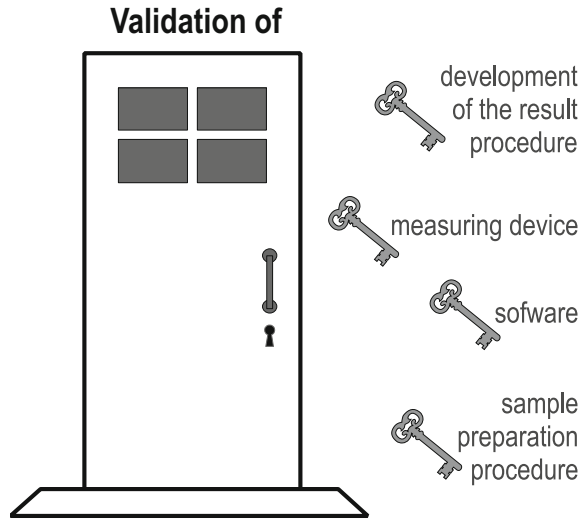 Validation of
development
of the result
procedure
measuring device
sofware
sample
preparation
procedure